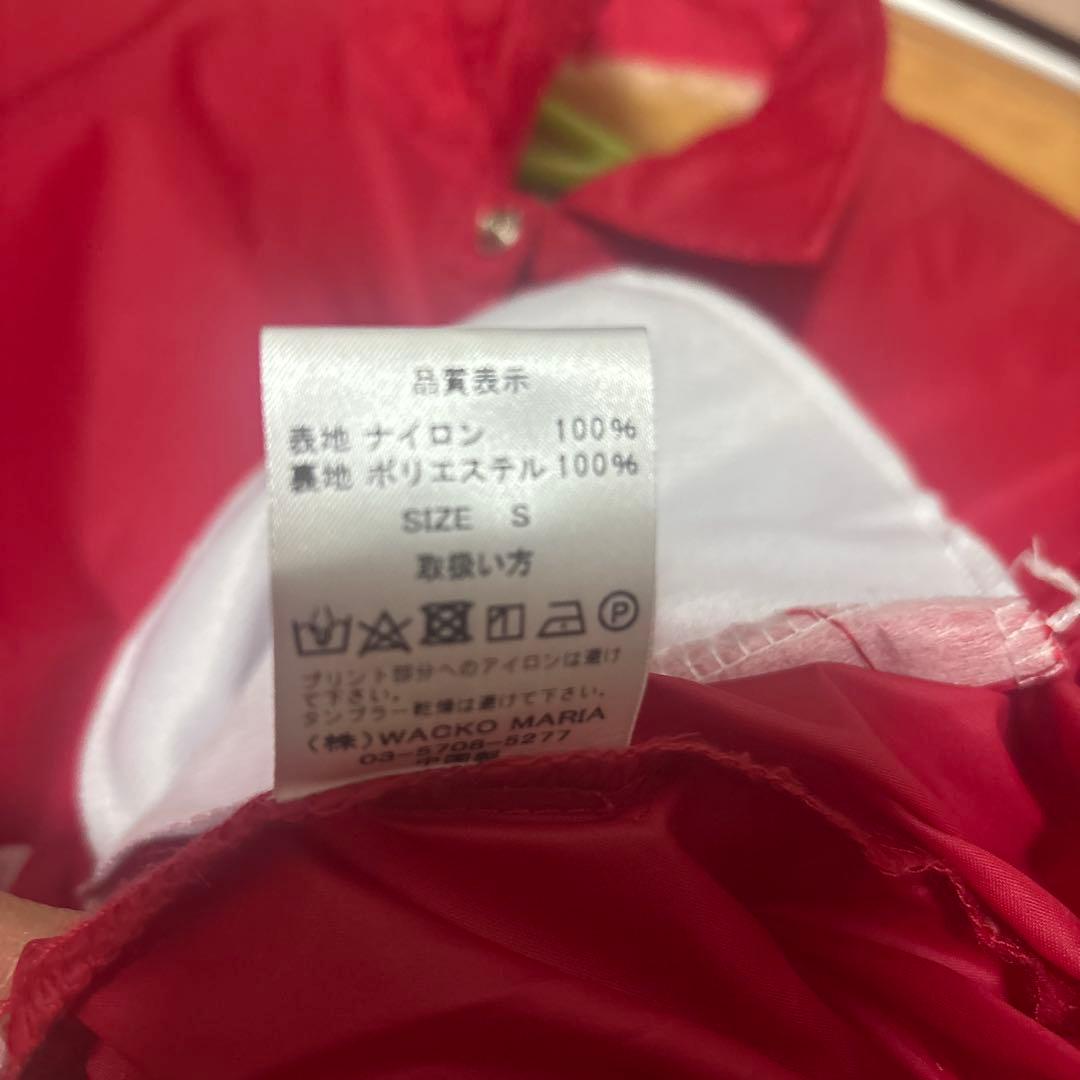 品質表示
表地 ナイロン 100%
裏地 ポリエステル 100%
SIZE S
取扱い方
P
プリント部分へのアイロンは避け
て下さい。
タンブラー乾燥は避けて下さい。
(株)WACKO MARIA
03-5708-5277
中国製